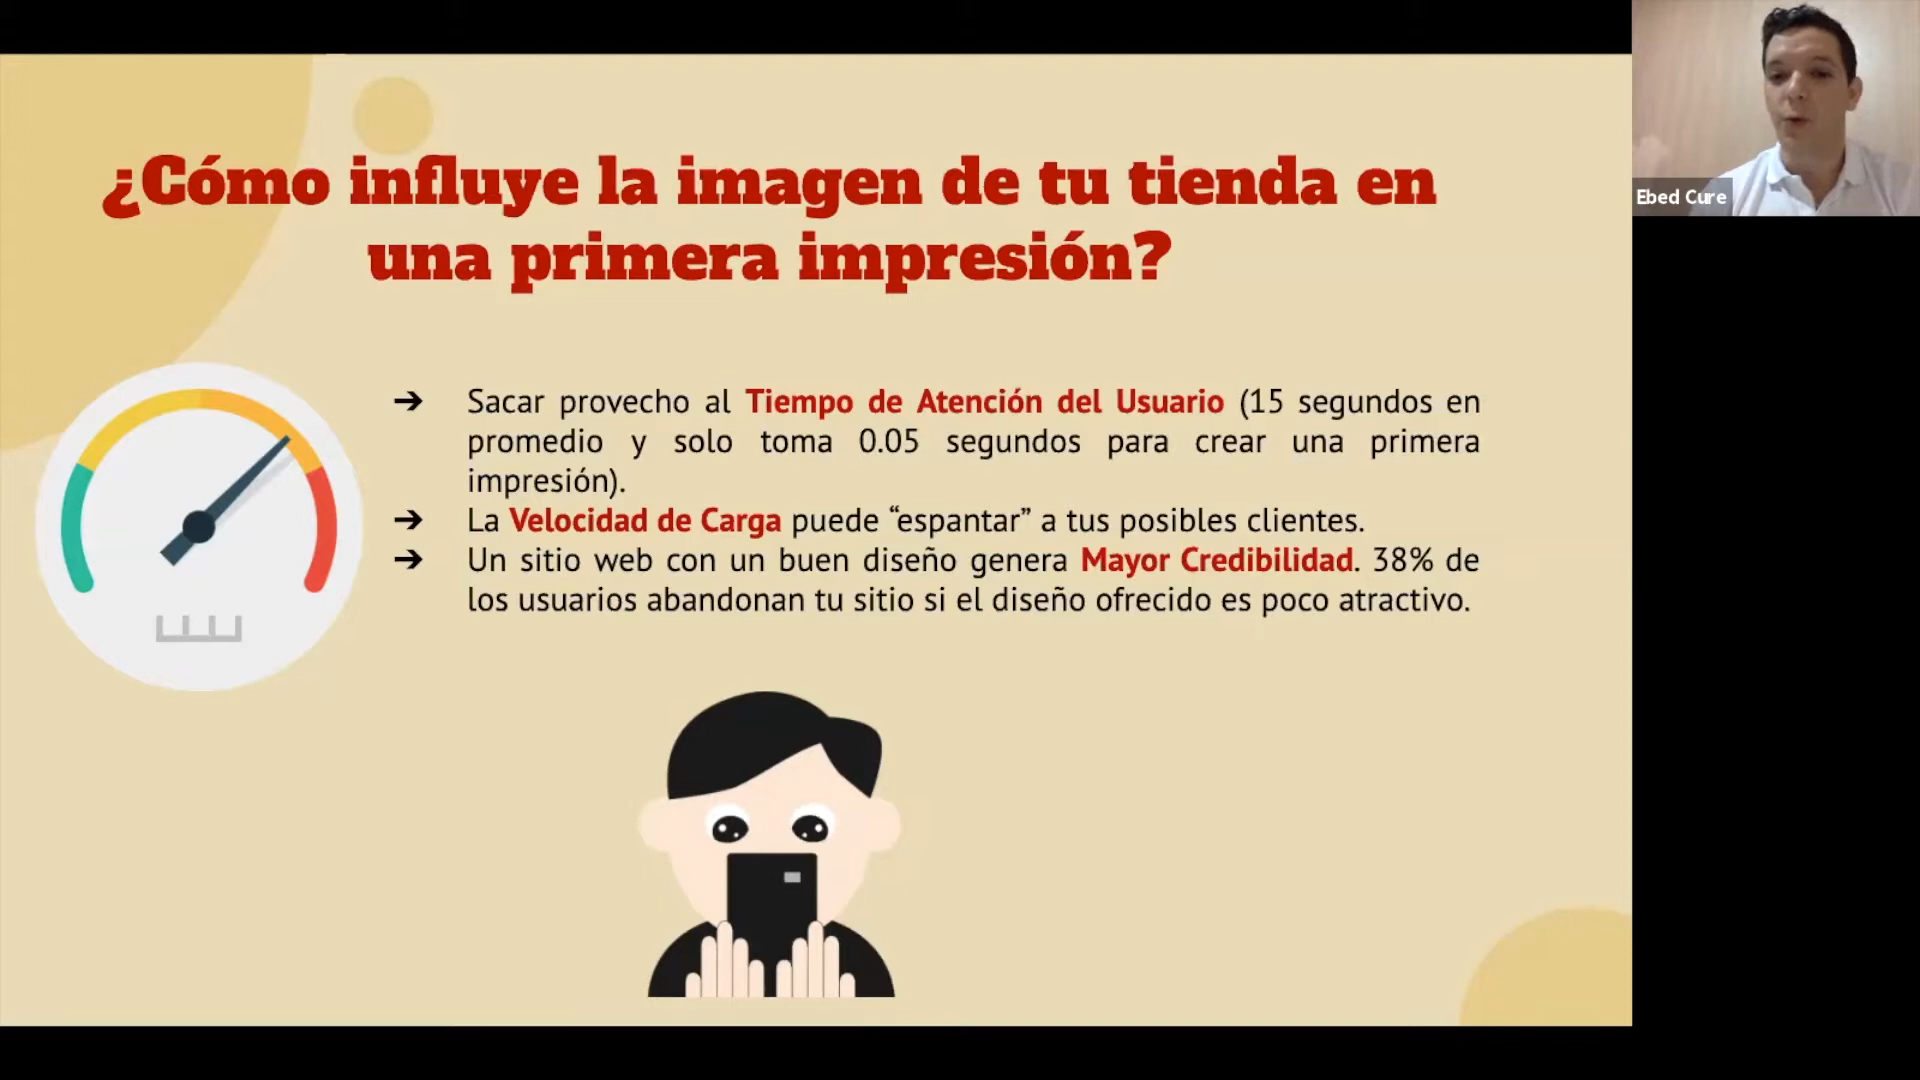 ¿Cómo influye la imagen de tu tienda en
una primera impresión?
➔ Sacar provecho al Tiempo de Atención del Usuario (15 segundos en
promedio y solo toma 0.05 segundos para crear una primera
impresión).
➔ La Velocidad de Carga puede “espantar” a tus posibles clientes.
➔ Un sitio web con un buen diseño genera Mayor Credibilidad. 38% de
los usuarios abandonan tu sitio si el diseño ofrecido es poco atractivo.
Ebed Cure